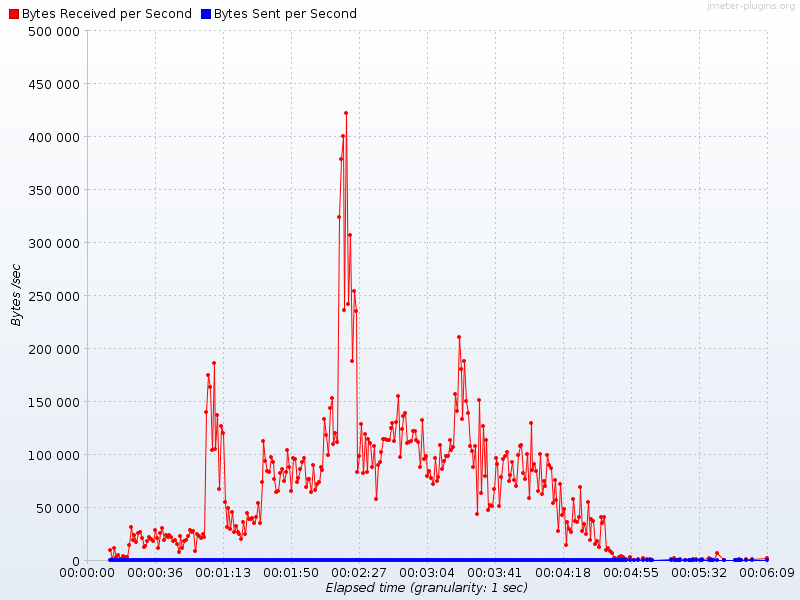 jmeter-plugins.org
Bytes Received per Second Bytes Sent per Second
500 000
450 000
400 000
350 000
300 000
250 000
200 000
150 000
100 000
50 000
0
Bytes /sec
00:00:00 00:00:36 00:01:13 00:01:50 00:02:27 00:03:04 00:03:41 00:04:18 00:04:55 00:05:32 00:06:09
Elapsed time (granularity: 1 sec)